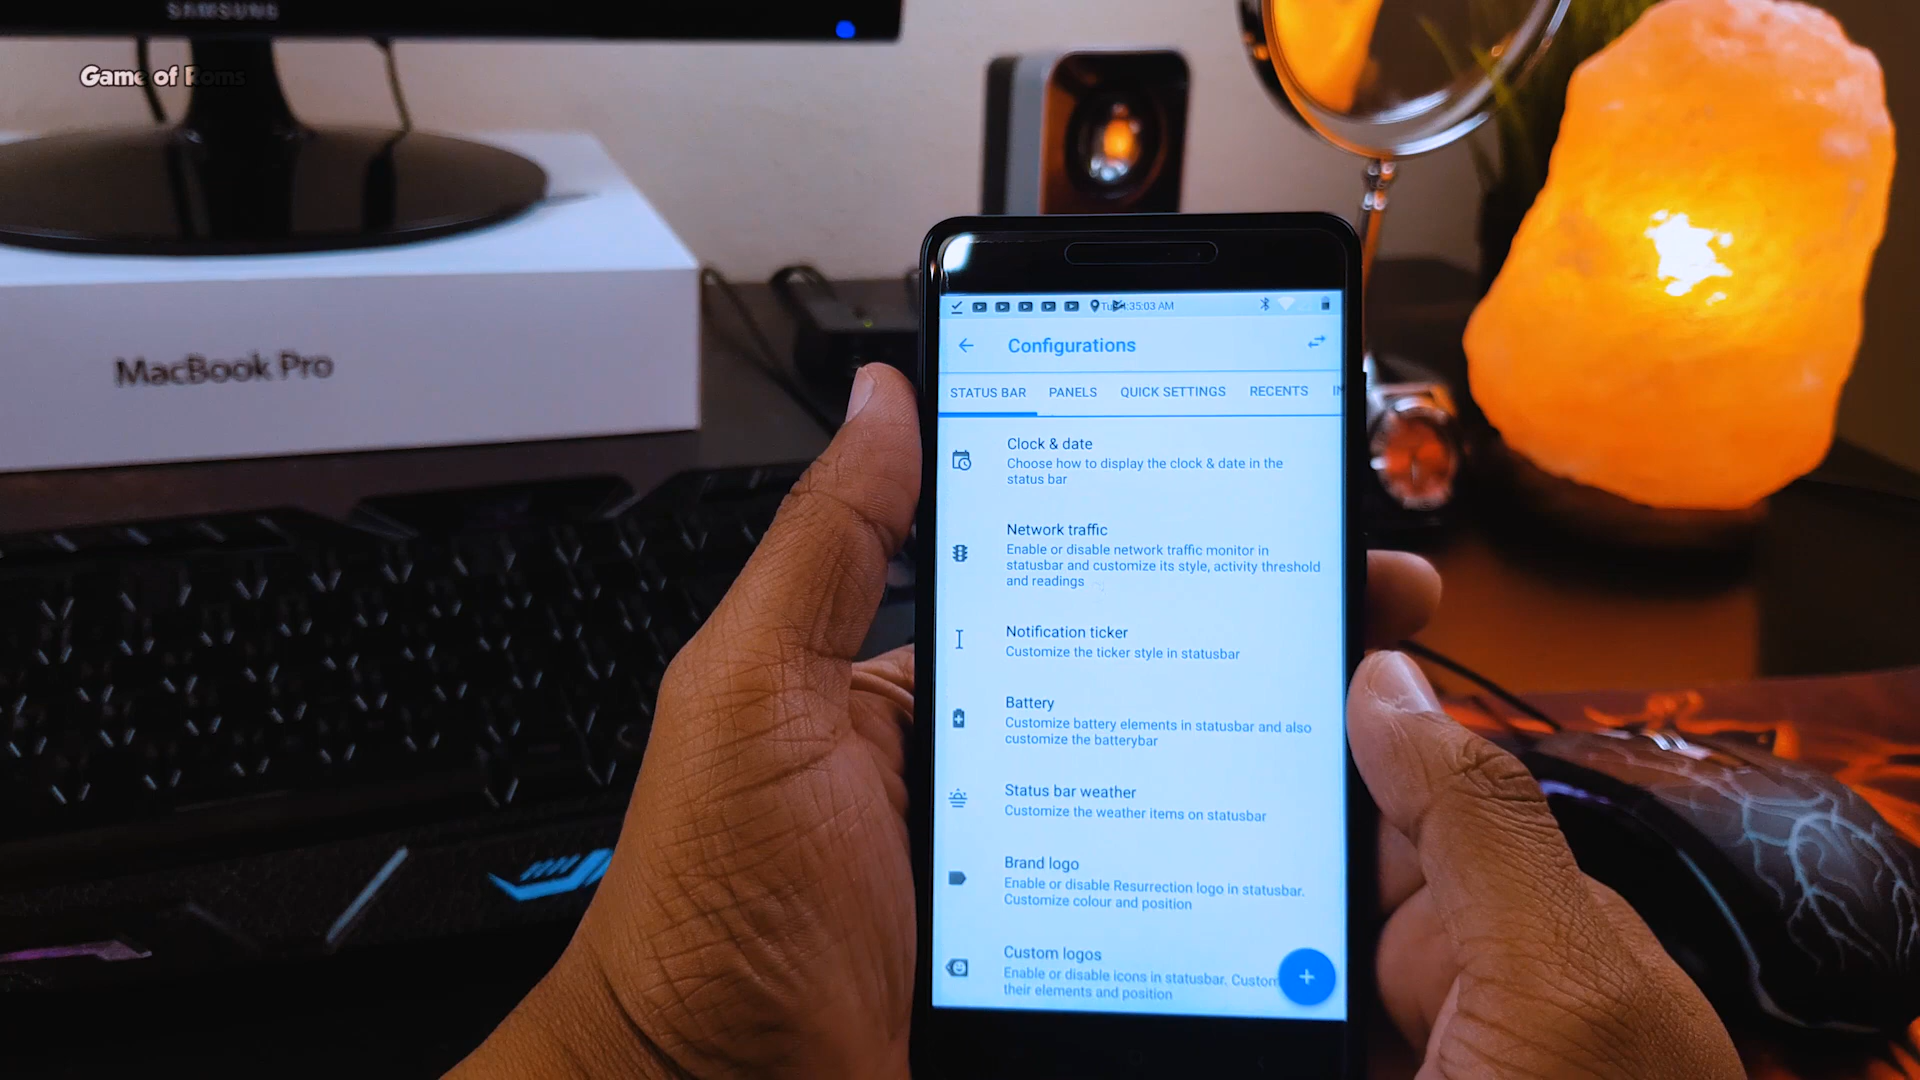 SAMSUNG
Game of Roms
MacBook Pro
:35:03 AM
Configurations
STATUS BAR
PANELS
QUICK SETTINGS
RECENTS
Clock & date
Choose how to display the clock & date in the
status bar
Network traffic
Enable or disable network traffic monitor in
statusbar and customize its style, activity threshold
and readings
Notification ticker
Customize the ticker style in statusbar
Battery
Customize battery elements in statusbar and also
customize the batterybar
Status bar weather
Customize the weather items on statusbar
Brand logo
Enable or disable Resurrection logo in statusbar.
Customize colour and position
Custom logos
Enable or disable icons in statusbar. Custom
their elements and position